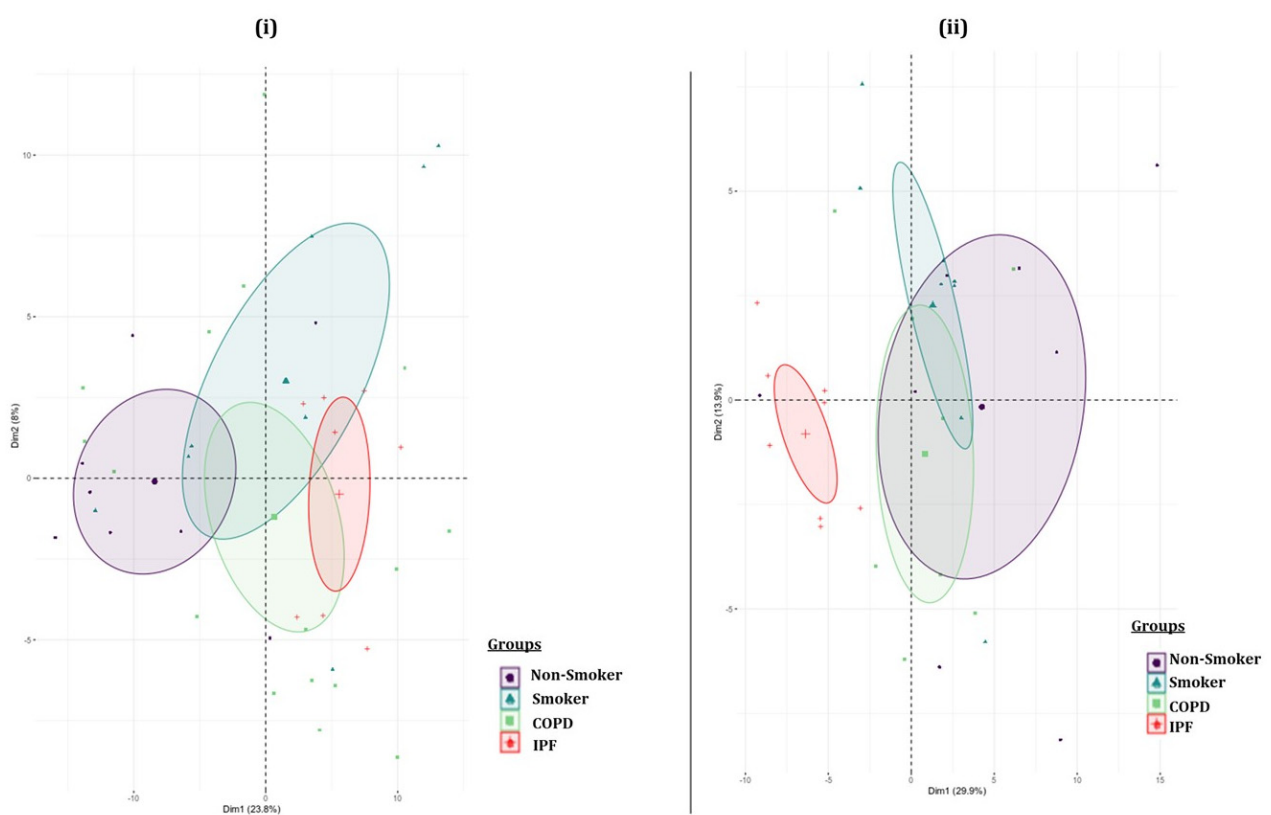 (i)
(ii)
10-
5-
0-
-5-
Dim2 (8%)
-10
0
10
Dim1 (23.8%)
Groups
Non-Smoker
Smoker
COPD
IPF
5-
0-
-5-
Dim2 (13.9%)
-10
-5
0
5
10
15
Dim1 (29.9%)
Groups
Non-Smoker
Smoker
COPD
IPF